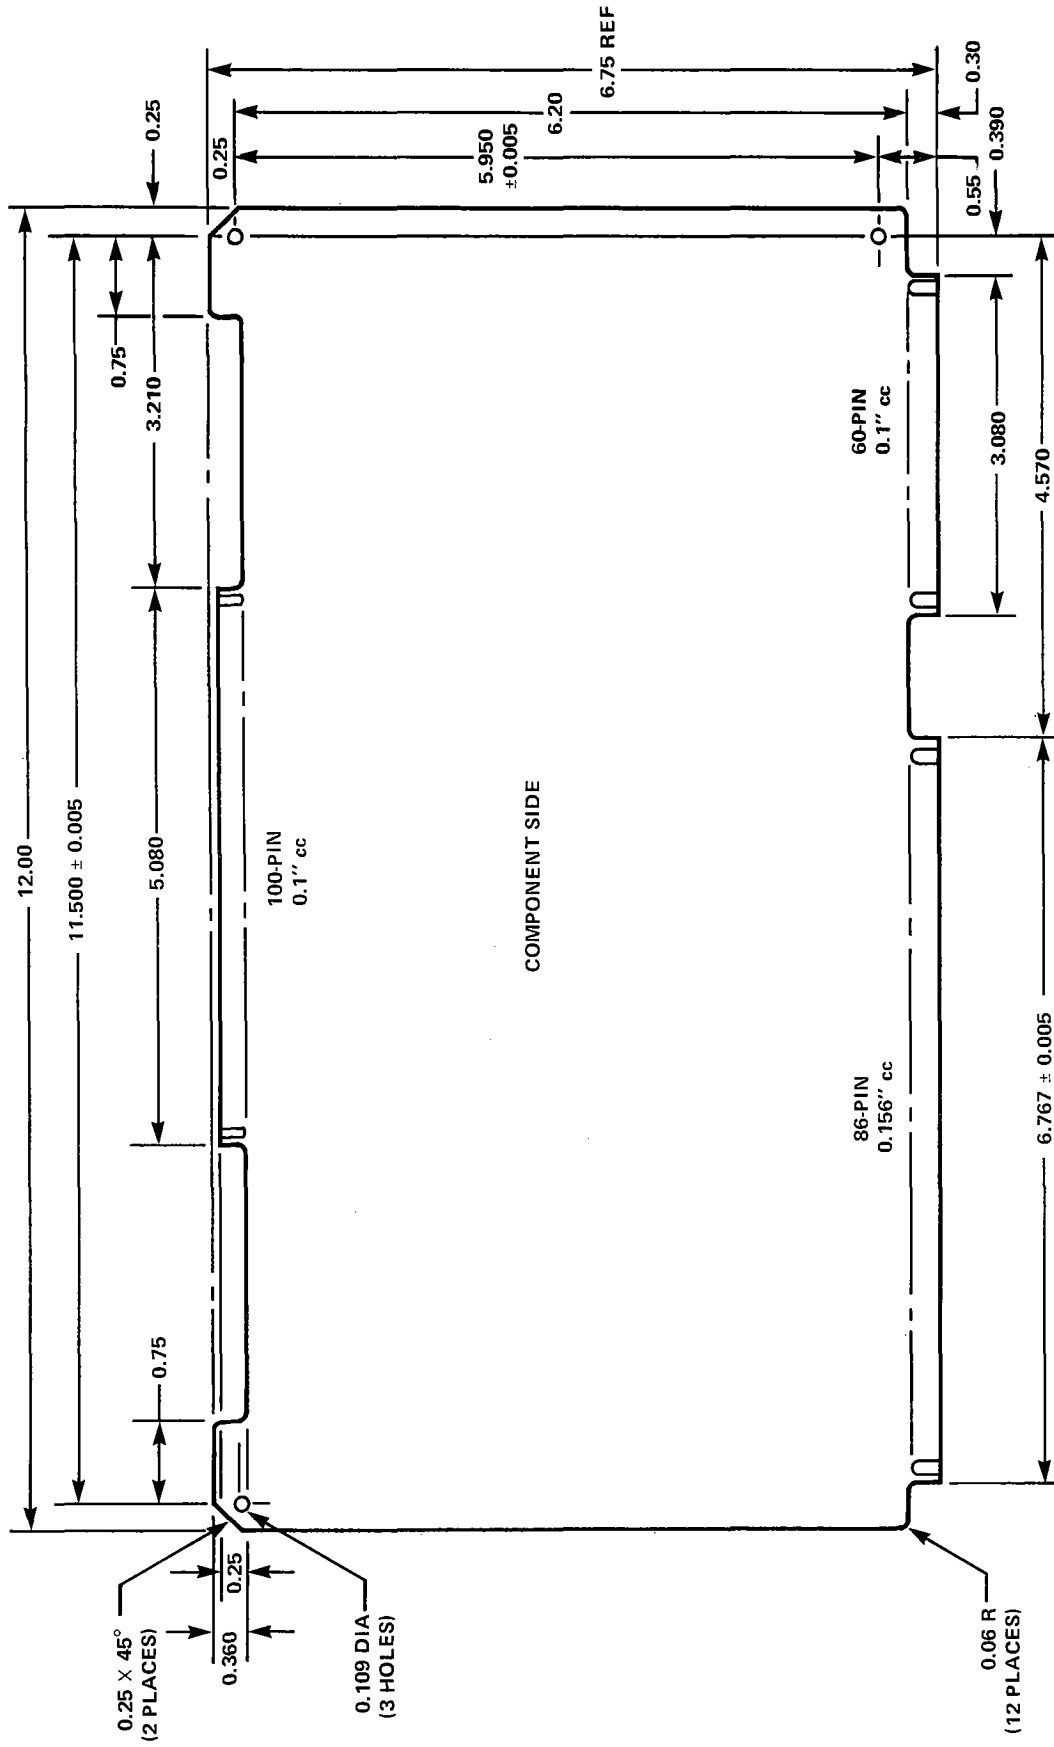 12.00
11.500 ± 0.005
0.75
0.75
3.210
0.25
5.080
0.25 X 45°
(2 PLACES)
0.360
0.25
0.109 DIA
(3 HOLES)
100-PIN
0.1″ cc
0.25
COMPONENT SIDE
5.950
±0.005
6.20
6.75 REF
86-PIN
0.156″ cc
60-PIN
0.1″ cc
0.55
0.30
0.390
0.06 R
(12 PLACES)
3.080
6.767 ± 0.005
4.570